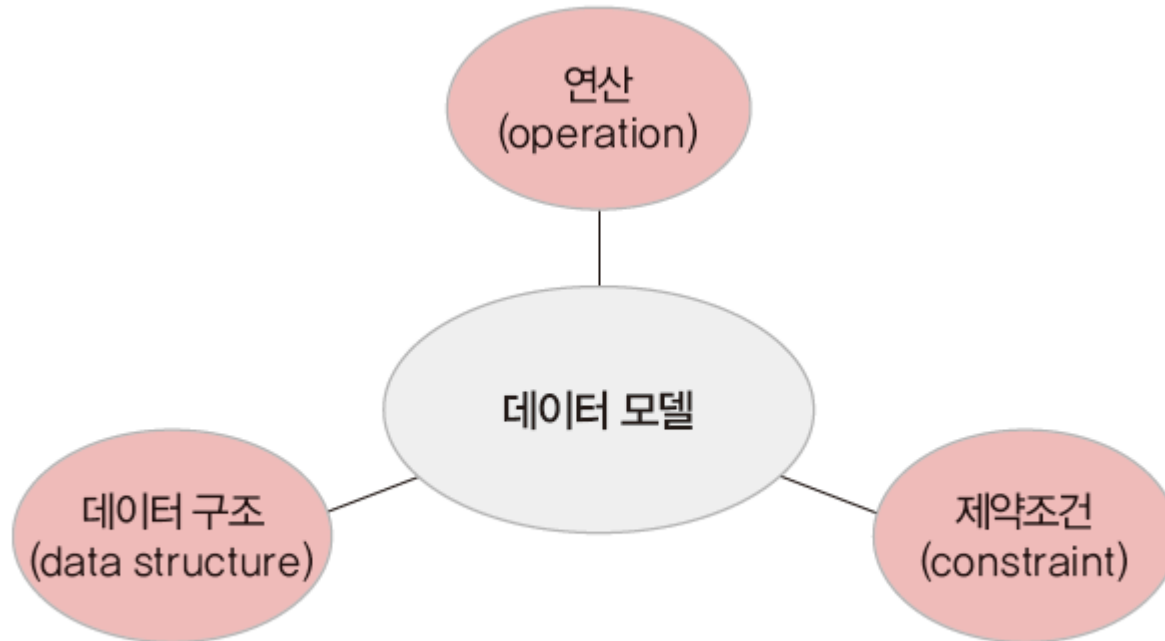 연산
(operation)
데이터 모델
데이터 구조
(data structure)
제약조건
(constraint)